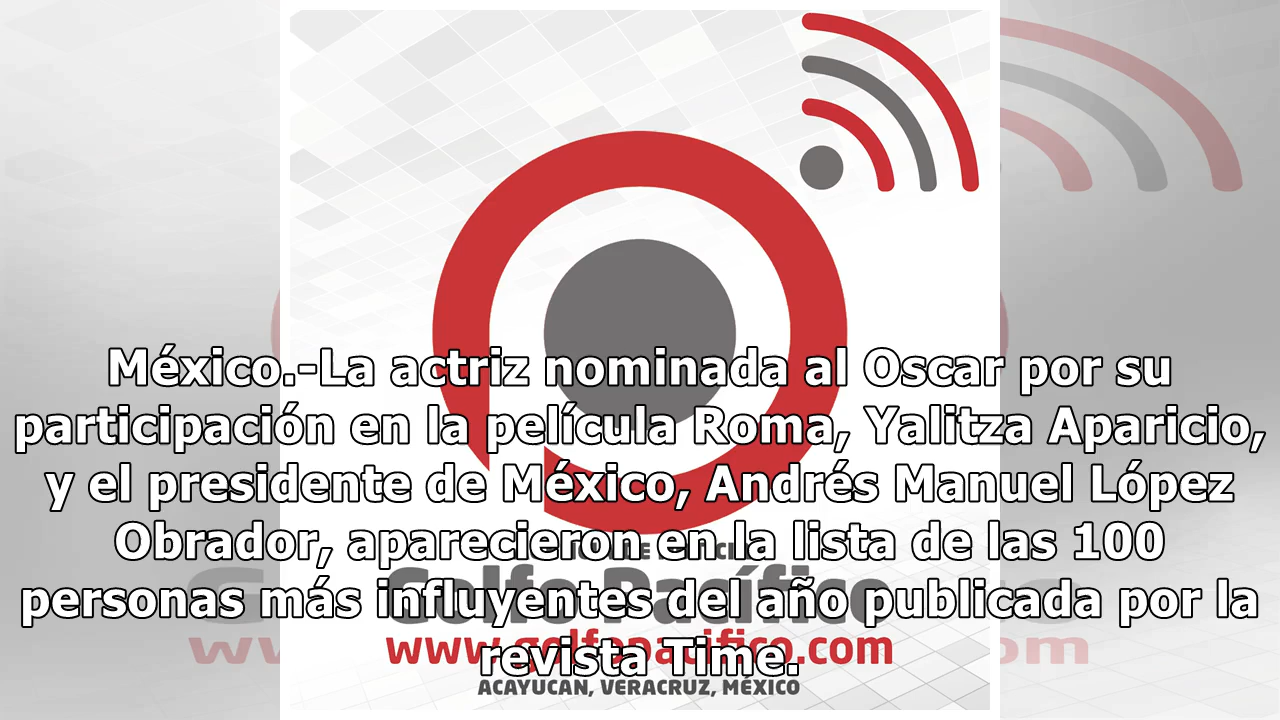 México.-La actriz nominada al Oscar por su
participación en la película Roma, Yalitza Aparicio,
y el presidente de México, Andrés Manuel López
Obrador, aparecieron en la lista de las 100
personas más influyentes del año publicada por la
revista Time.
Golfo Pacífico
www.golfopacifico.com
ACAYUCAN, VERACRUZ, MÉXICO